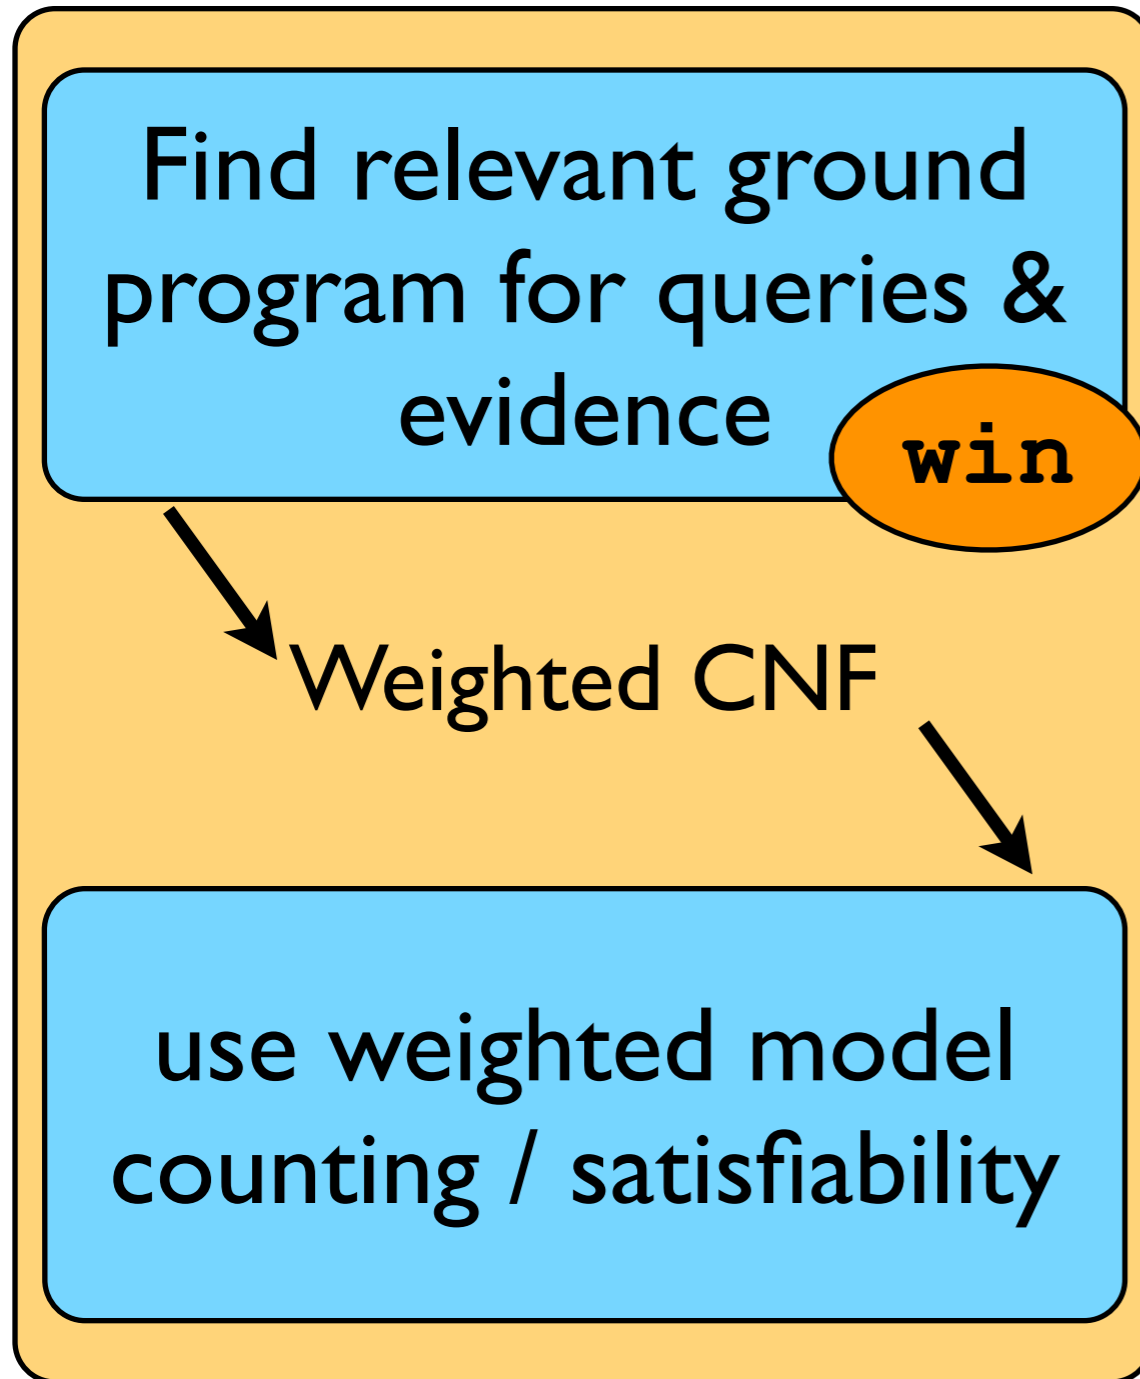 Find relevant ground
program for queries &
evidence
win
Weighted CNF
use weighted model
counting / satisfiability